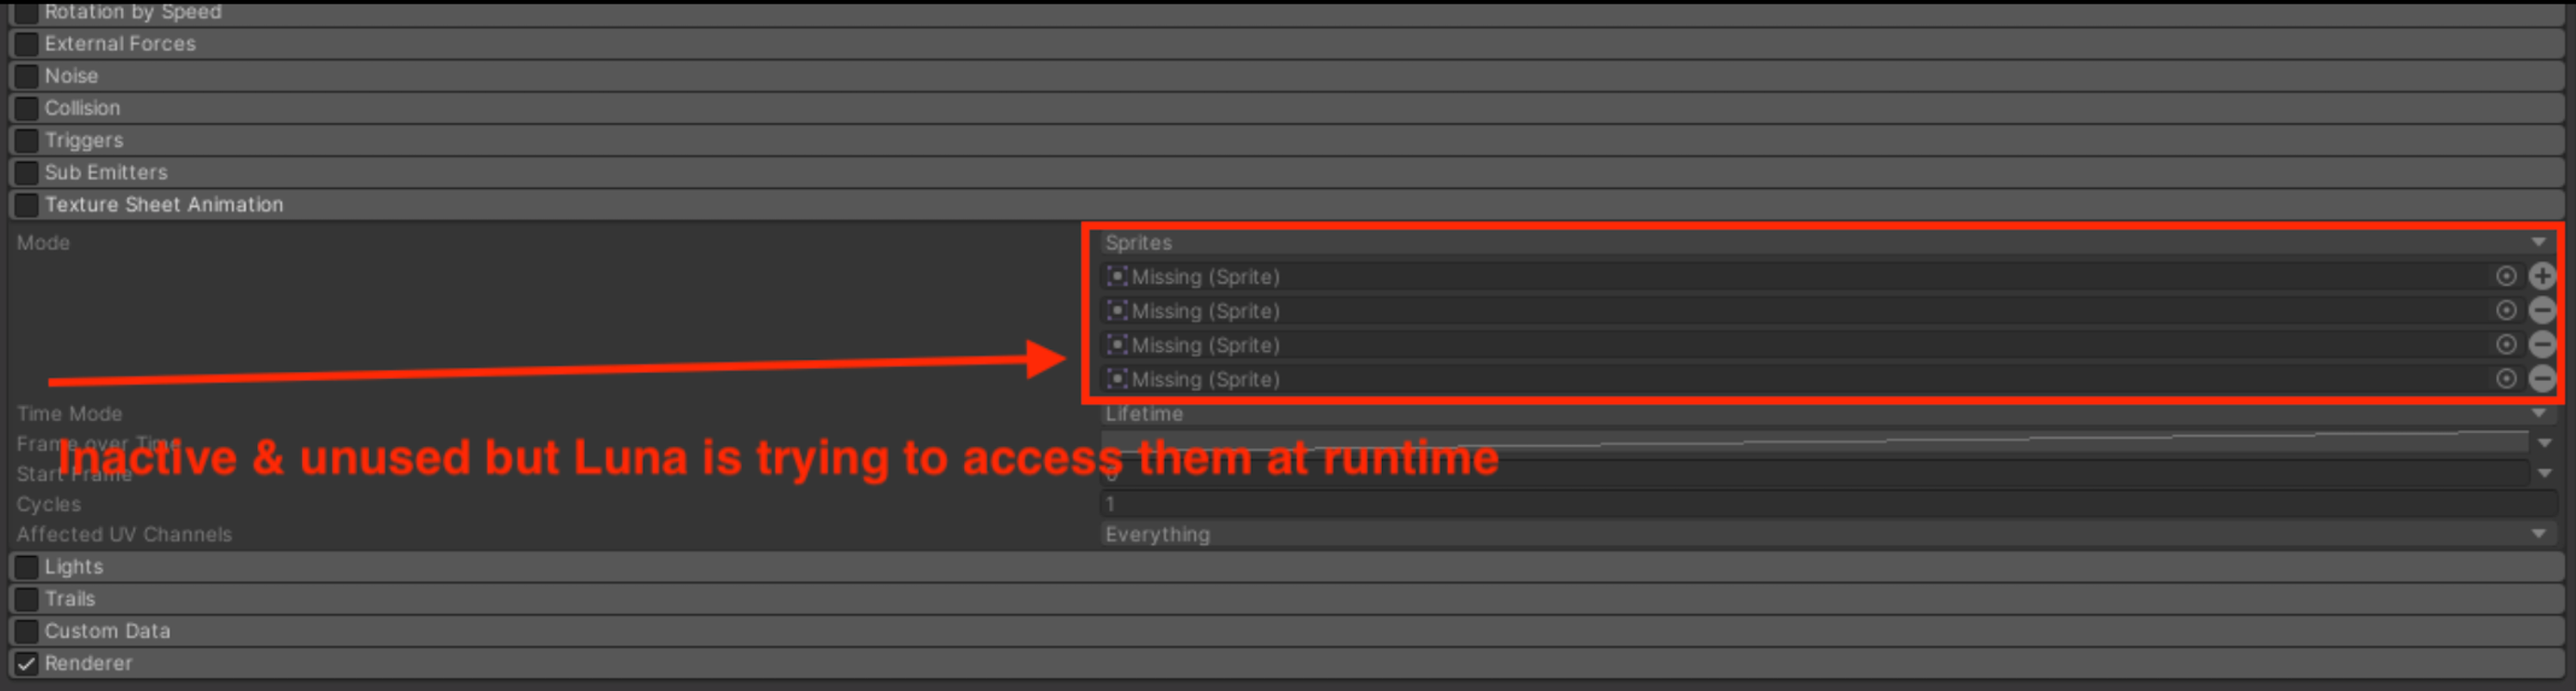 Rotation by Speed
External Forces
Noise
Collision
Triggers
Sub Emitters
Texture Sheet Animation
Mode
Sprites
Missing (Sprite)
Missing (Sprite)
Missing (Sprite)
Missing (Sprite)
Time Mode
Lifetime
Frame over Time
Inactive & unused but Luna is trying to access them at runtime
Start Frame
0
Cycles
1
Affected UV Channels
Everything
Lights
Trails
Custom Data
Renderer